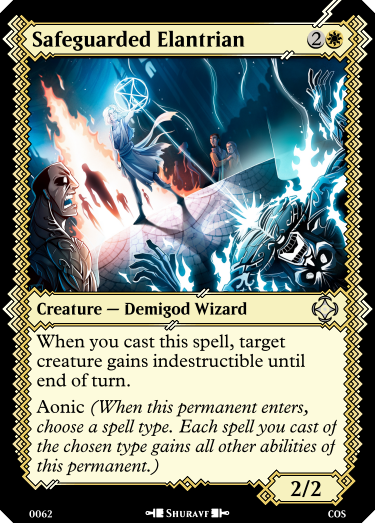 Safeguarded Elantrian 2
Creature — Demigod Wizard
When you cast this spell, target
creature gains indestructible until
end of turn.
Aonic (When this permanent enters,
choose a spell type. Each spell you cast of
the chosen type gains all other abilities of
this permanent.)
2/2
0062 Shurayf COS